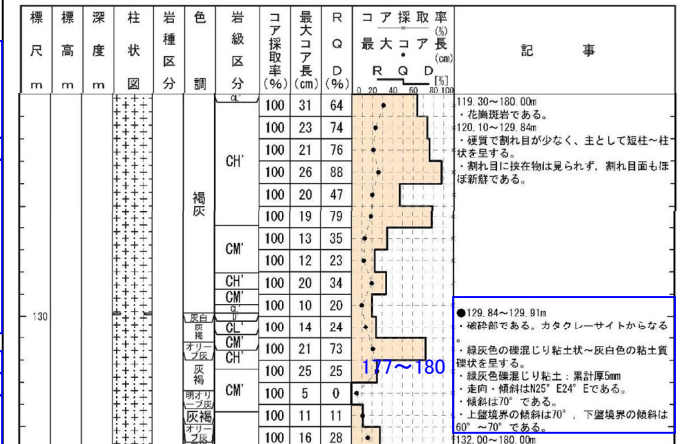 標尺m 標高m 深度m 柱状図 岩種区分 色調 岩級区分 コア採取率(%) 最大コア長(cm) RQD(%) コア採取率(%) 最大コア長(cm) RQD[%] 記事
0 20 40 60 80 100
CL'
100 31 64
100 23 74
100 21 76
CH'
100 26 88
褐灰
100 20 47
100 19 79
100 13 35
CM'
100 12 23
CH'
100 20 34
CM'
CL'
100 10 20
130
灰白 D
灰褐 CL'
100 14 24
オリーブ灰 CM'
CH'
100 21 73
灰褐
100 25 25
177～180
CM'
明オリーブ灰
100 5 0
灰褐
100 11 11
オリーブ灰
100 16 28
119.30～180.00m
・花崗斑岩である。
120.10～129.84m
・硬質で割れ目が少なく、主として短柱～柱
状を呈する。
・割れ目に挟在物は見られず、割れ目面もほ
ぼ新鮮である。
●129.84～129.91m
・破砕部である。カタクレーサイトからなる
。
・緑灰色の礫混じり粘土状～灰白色の粘土質
礫状を呈する。
・緑灰色礫混じり粘土：累計厚5mm
・走向・傾斜はN25°E24°Eである。
・傾斜は70°である。
・上盤境界の傾斜は70°、下盤境界の傾斜は
60°～70°である。
132.00～180.00m